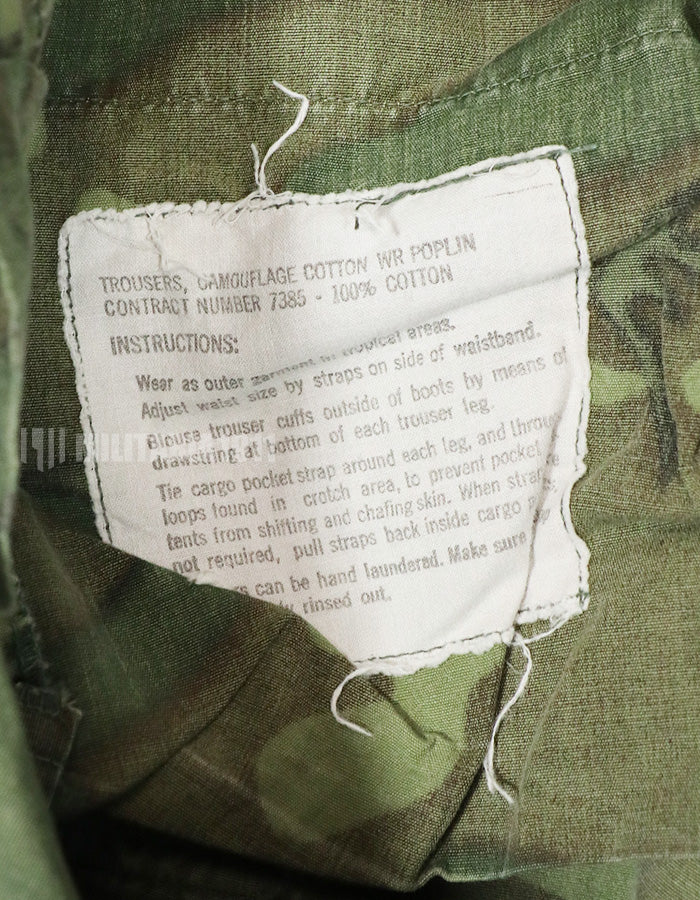 TROUSERS, CAMOUFLAGE COTTON WR POPLIN
CONTRACT NUMBER 7385 - 100% COTTON
INSTRUCTIONS:
Wear as outer garment in tropical areas.
Adjust waist size by straps on side of waistband.
Blouse trouser cuffs outside of boots by means of
drawstring at bottom of each trouser leg.
Tie cargo pocket strap around each leg, and
loops found in crotch area, to prevent pocket
tents from shifting and chafing skin. When
not required, pull straps back inside cargo
can be hand laundered. Make sure
rinsed out.